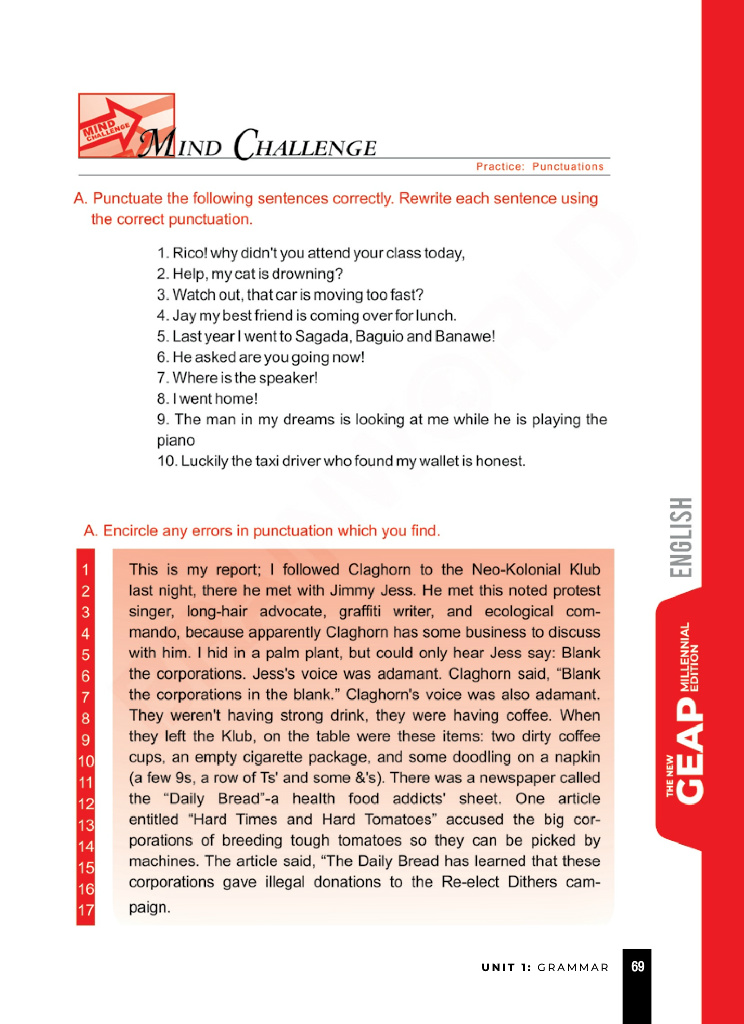 MIND
CHALLENGE
MIND CHALLENGE
Practice: Punctuations
A. Punctuate the following sentences correctly. Rewrite each sentence using
the correct punctuation.
1. Rico! why didn't you attend your class today,
2. Help, my cat is drowning?
3. Watch out, that car is moving too fast?
4. Jay my best friend is coming over for lunch.
5. Last year I went to Sagada, Baguio and Banawe!
6. He asked are you going now!
7. Where is the speaker!
8. I went home!
9. The man in my dreams is looking at me while he is playing the
piano
10. Luckily the taxi driver who found my wallet is honest.
A. Encircle any errors in punctuation which you find.
1 This is my report; I followed Claghorn to the Neo-Kolonial Klub
2 last night, there he met with Jimmy Jess. He met this noted protest
3 singer, long-hair advocate, graffiti writer, and ecological com-
4 mando, because apparently Claghorn has some business to discuss
5 with him. I hid in a palm plant, but could only hear Jess say: Blank
6 the corporations. Jess's voice was adamant. Claghorn said, “Blank
7 the corporations in the blank.” Claghorn's voice was also adamant.
8 They weren't having strong drink, they were having coffee. When
9 they left the Klub, on the table were these items: two dirty coffee
10 cups, an empty cigarette package, and some doodling on a napkin
11 (a few 9s, a row of Ts' and some &'s). There was a newspaper called
12 the “Daily Bread”-a health food addicts' sheet. One article
13 entitled “Hard Times and Hard Tomatoes” accused the big cor-
14 porations of breeding tough tomatoes so they can be picked by
15 machines. The article said, “The Daily Bread has learned that these
16 corporations gave illegal donations to the Re-elect Dithers cam-
17 paign.
ENGLISH
THE NEW
GEAP MILLENNIAL
EDITION
UNIT 1: GRAMMAR 69